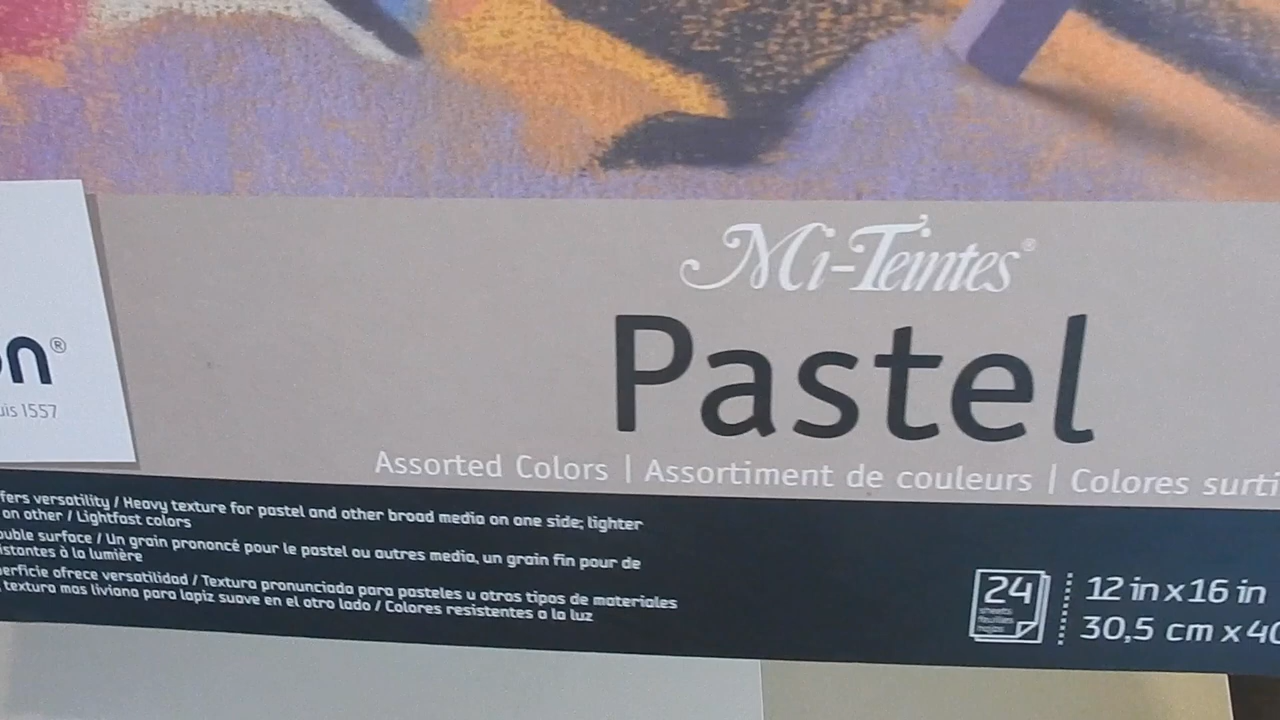 Mi-Teintes®
Pastel
Assorted Colors | Assortiment de couleurs | Colores surti
n®
uis 1557
fers versatility / Heavy texture for pastel and other broad media on one side; lighter
on other / Lightfast colors
ouble surface / Un grain prononcé pour le pastel ou autres media, un grain fin pour de
istantes à la lumière
erficie ofrece versatilidad / Textura pronunciada para pasteles u otros tipos de materiales
textura mas liviana para lapiz suave en el otro lado / Colores resistentes a la luz
24
sheets
feuilles
hojas
12 in x 16 in
30,5 cm x 40